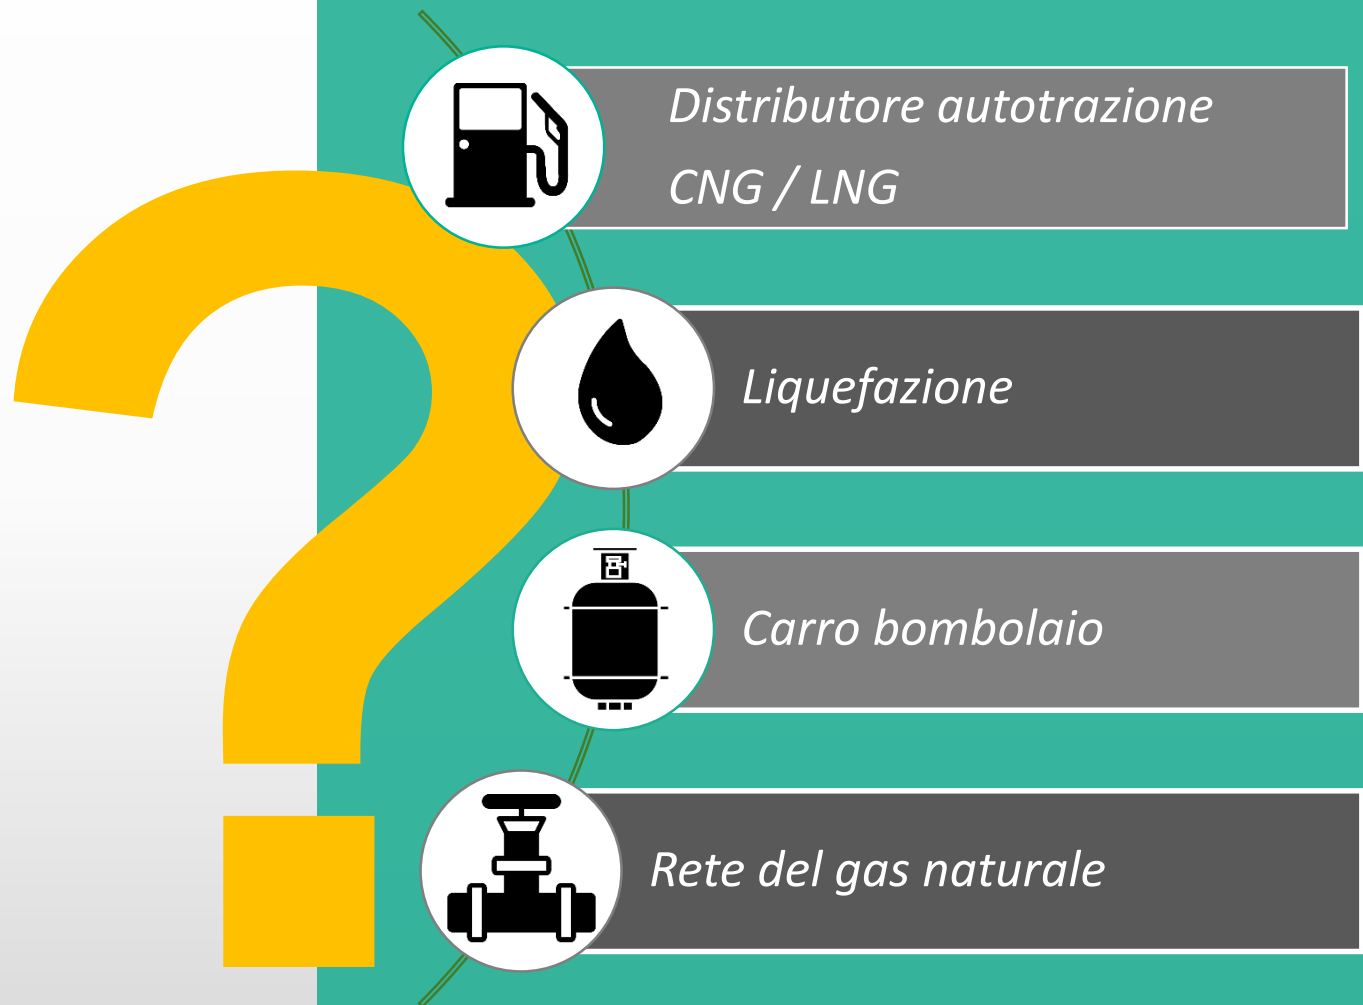 Distributore autotrazione
CNG / LNG
Liquefazione
Carro bombolaio
Rete del gas naturale
?